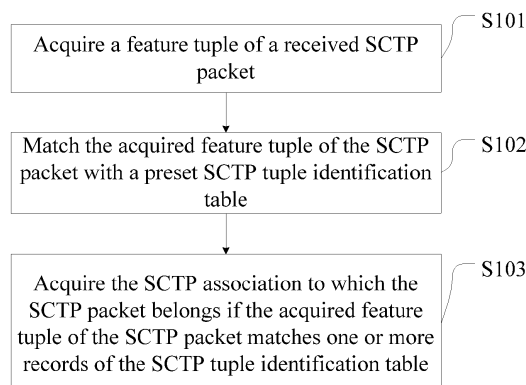 S101
Acquire a feature tuple of a received SCTP
packet
S102
Match the acquired feature tuple of the SCTP
packet with a preset SCTP tuple identification
table
S103
Acquire the SCTP association to which the
SCTP packet belongs if the acquired feature
tuple of the SCTP packet matches one or more
records of the SCTP tuple identification table